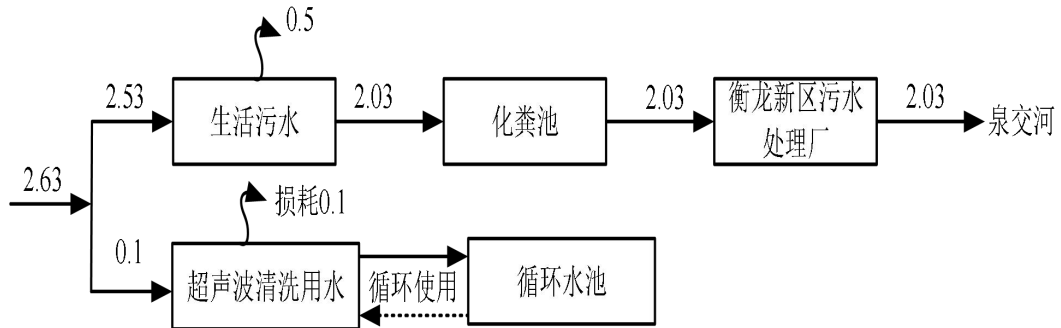 0.5
2.53
生活污水
2.03
化粪池
2.03
衡龙新区污水
处理厂
2.03
泉交河
2.63
损耗0.1
0.1
超声波清洗用水
循环使用
循环水池